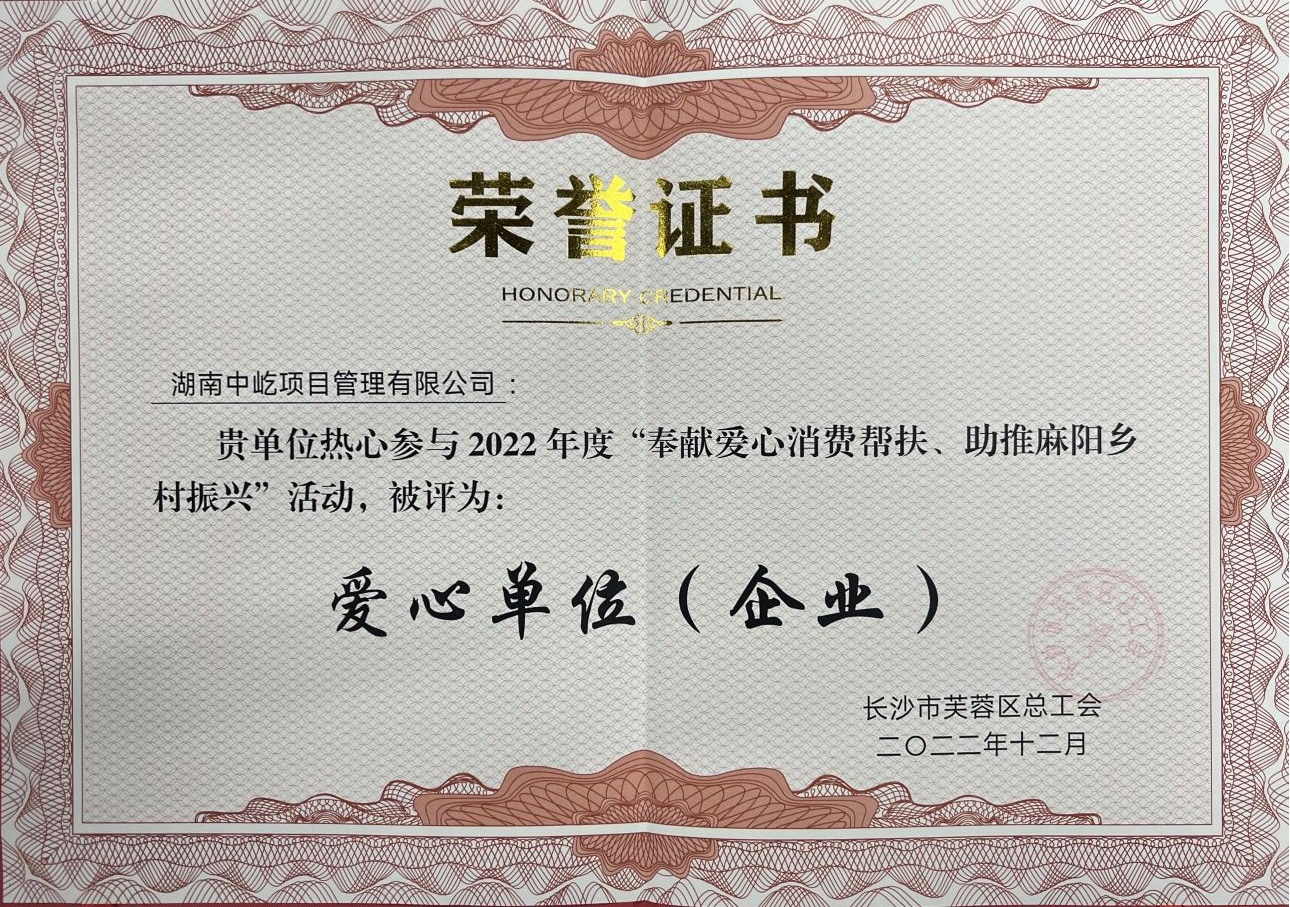 荣誉证书
HONORARY CREDENTIAL
湖南中屹项目管理有限公司：
贵单位热心参与2022年度“奉献爱心消费帮扶、助推麻阳乡
村振兴”活动，被评为：
爱心单位（企业）
长沙市芙蓉区总工会
二〇二二年十二月